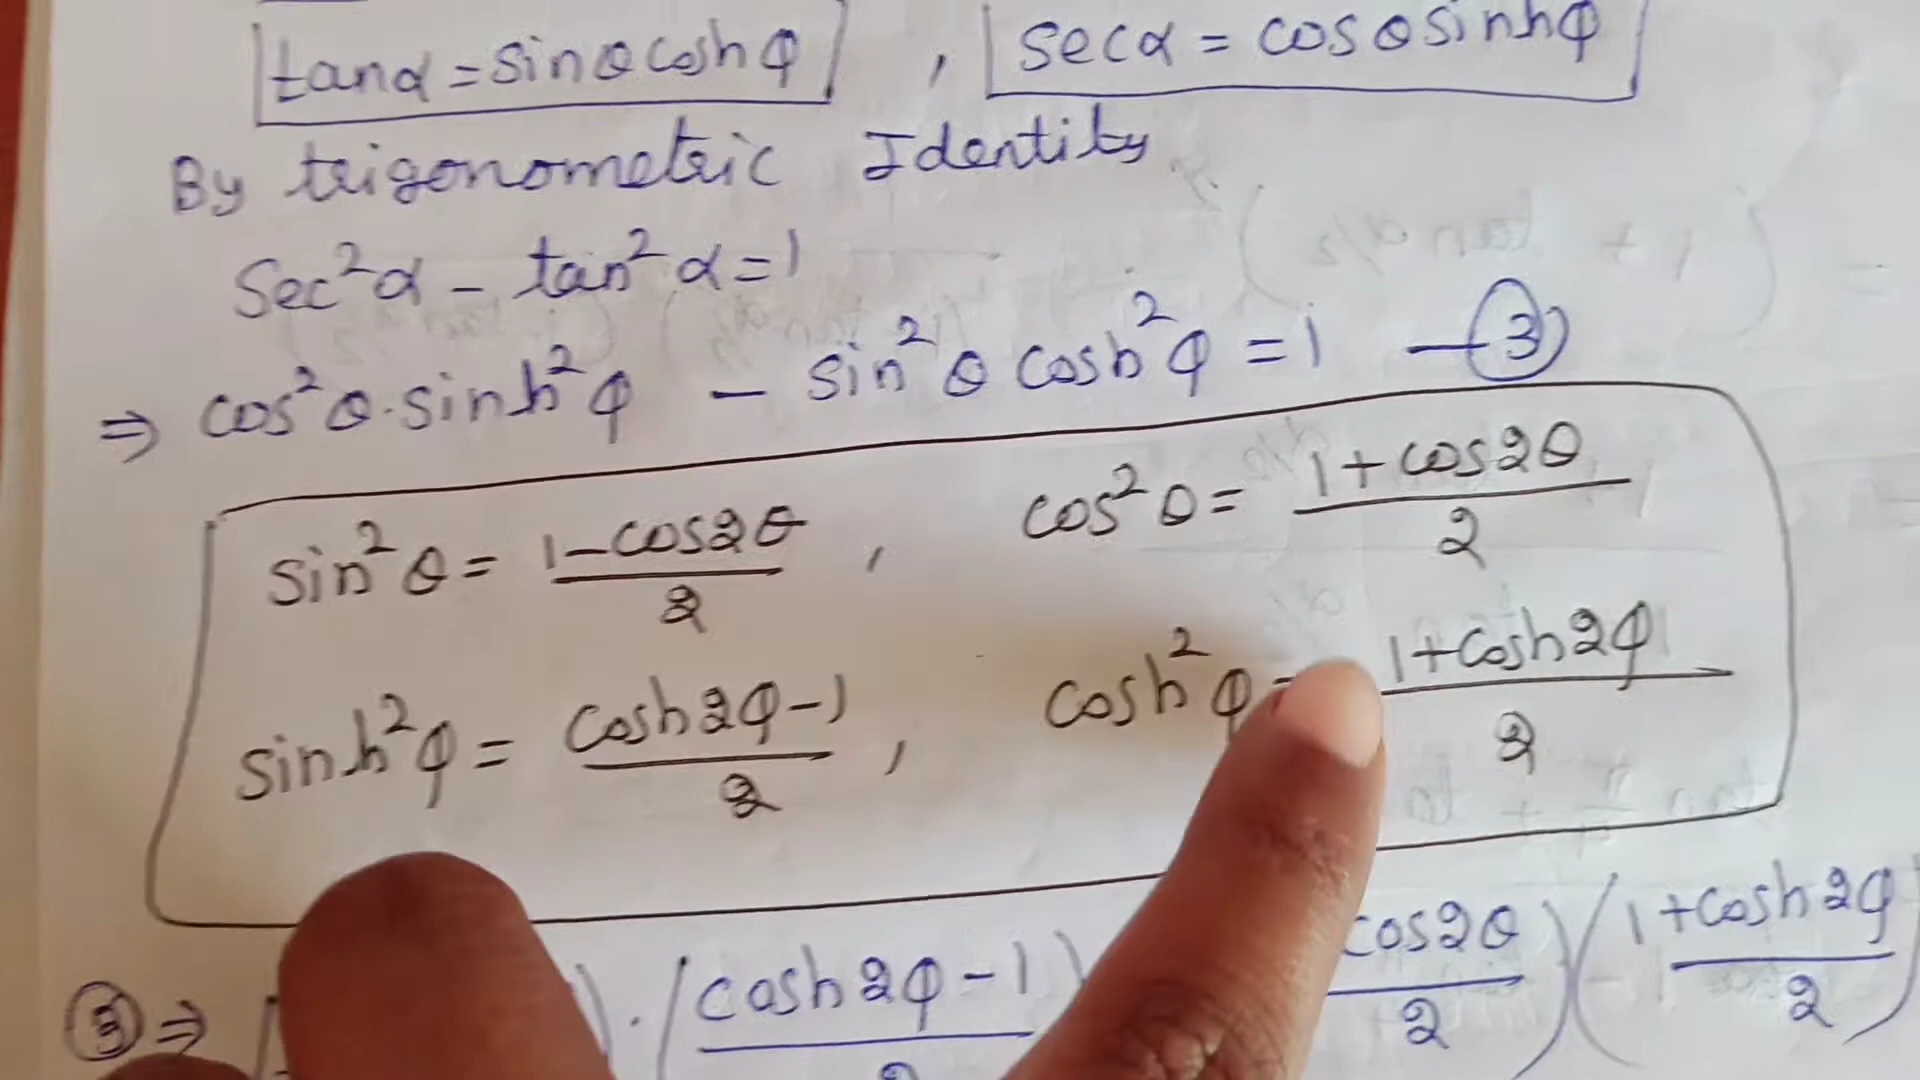 tanα = sinθ coshφ , secα = cosθ sinhφ
By trigonometric Identity
Sec²α - tan²α = 1
⇒ cos²θ·sinh²φ - sin²θ cosh²φ = 1 — ③
sin²θ = (1-cos2θ)/2 , cos²θ = (1+cos2θ)/2
sinh²φ = (cosh2φ-1)/2 , cosh²φ = (1+cosh2φ)/2
③ ⇒ ( ) · (cosh2φ-1)/2 cos2θ/2) ((1+cosh2φ)/2)